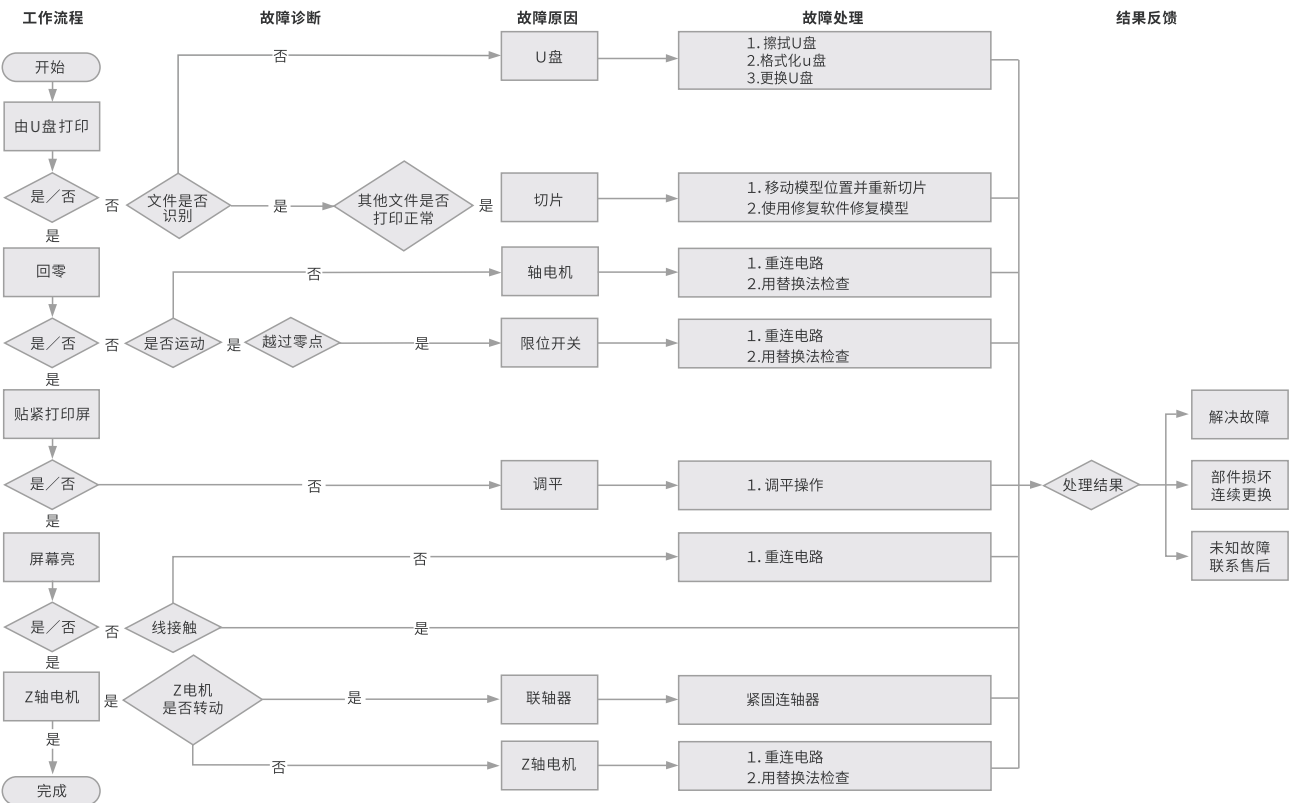 工作流程
故障诊断
故障原因
故障处理
结果反馈
开始
否
U盘
1. 擦拭U盘
2.格式化u盘
3.更换U盘
由U盘打印
是／否
否
文件是否
识别
是
其他文件是否
打印正常
是
切片
1. 移动模型位置并重新切片
2.使用修复软件修复模型
是
回零
否
轴电机
1. 重连电路
2.用替换法检查
是／否
否
是否运动
是
越过零点
是
限位开关
1. 重连电路
2.用替换法检查
是
贴紧打印屏
解决故障
是／否
否
调平
1. 调平操作
处理结果
部件损坏
连续更换
是
屏幕亮
否
1. 重连电路
未知故障
联系售后
是／否
否
线接触
是
是
Z轴电机
是
Z电机
是否转动
是
联轴器
紧固连轴器
是
否
Z轴电机
1. 重连电路
2.用替换法检查
完成